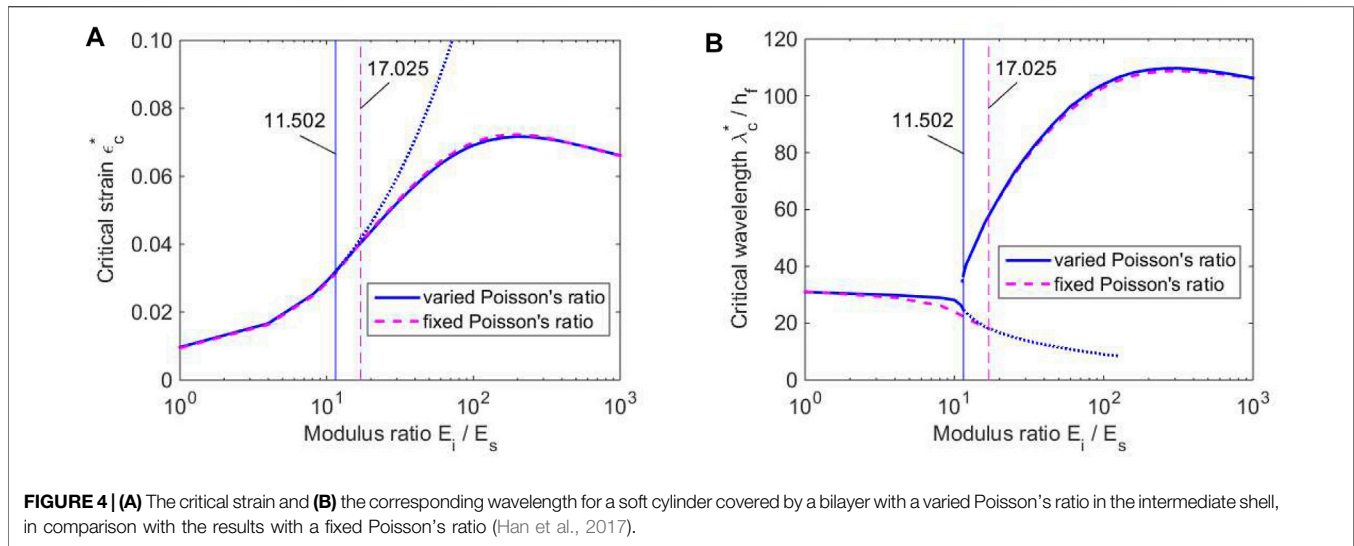 A
0.10
0.08
0.06
0.04
0.02
0
Critical strain ϵ*c
17.025
11.502
varied Poisson's ratio
fixed Poisson's ratio
10^0
10^1
10^2
10^3
Modulus ratio E_i / E_s
B
120
100
80
60
40
20
0
Critical wavelength λ*c / h_f
17.025
11.502
varied Poisson's ratio
fixed Poisson's ratio
10^0
10^1
10^2
10^3
Modulus ratio E_i / E_s
FIGURE 4 | (A) The critical strain and (B) the corresponding wavelength for a soft cylinder covered by a bilayer with a varied Poisson's ratio in the intermediate shell,
in comparison with the results with a fixed Poisson's ratio (Han et al., 2017).